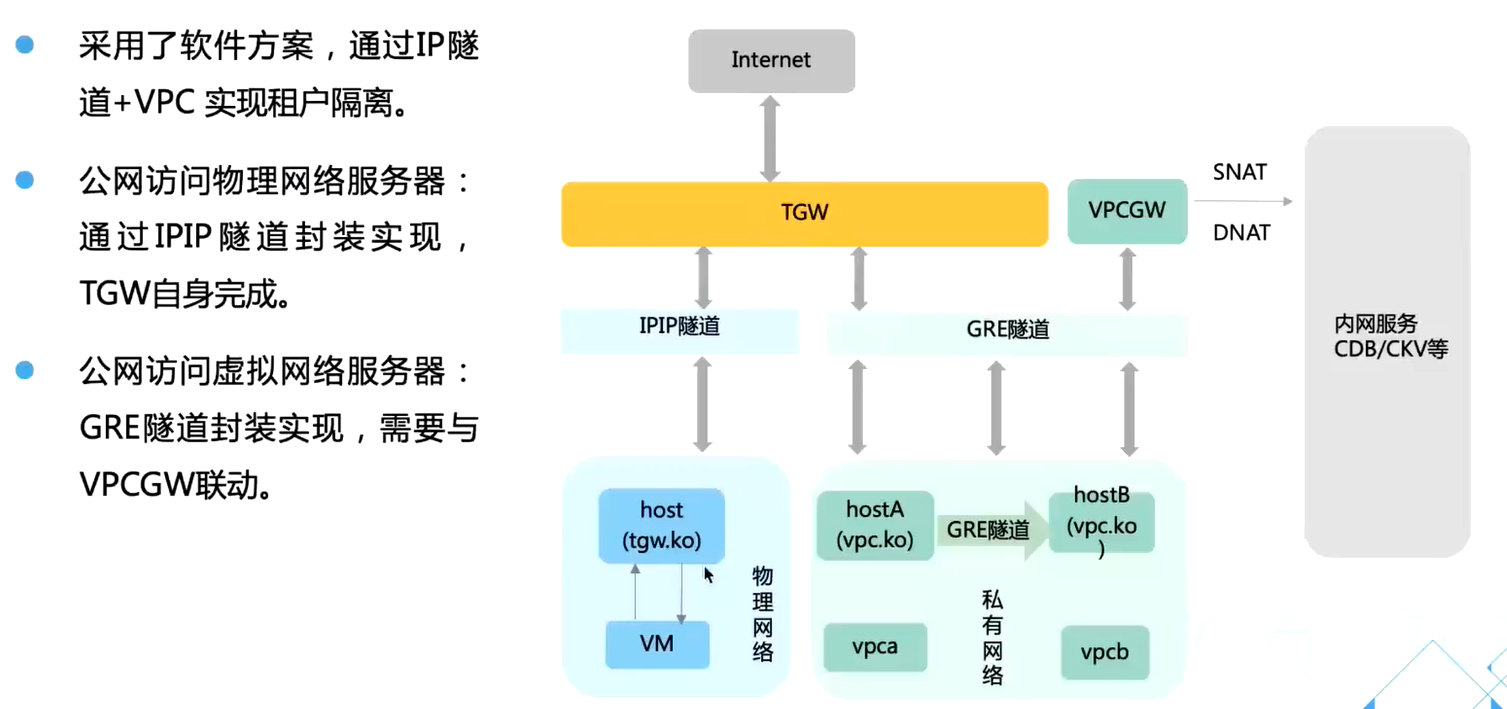 采用了软件方案，通过IP隧
道+VPC 实现租户隔离。
公网访问物理网络服务器：
通过IPIP隧道封装实现，
TGW自身完成。
公网访问虚拟网络服务器：
GRE隧道封装实现，需要与
VPCGW联动。
Internet
TGW
VPCGW
SNAT
DNAT
IPIP隧道
GRE隧道
内网服务
CDB/CKV等
host
(tgw.ko)
VM
物
理
网
络
hostA
(vpc.ko)
GRE隧道
hostB
(vpc.ko
)
vpca
私
有
网
络
vpcb